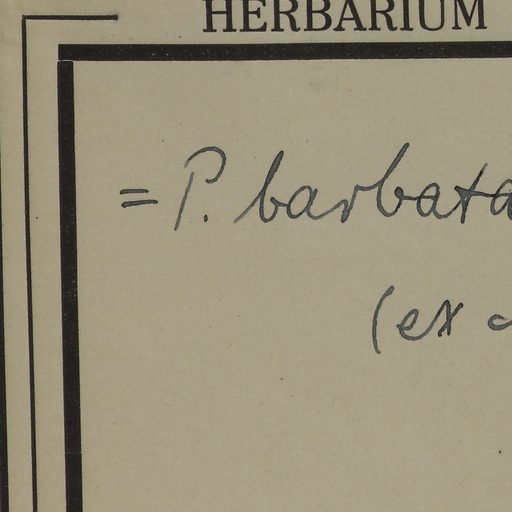 HERBARIUM
= P. barbata
(ex